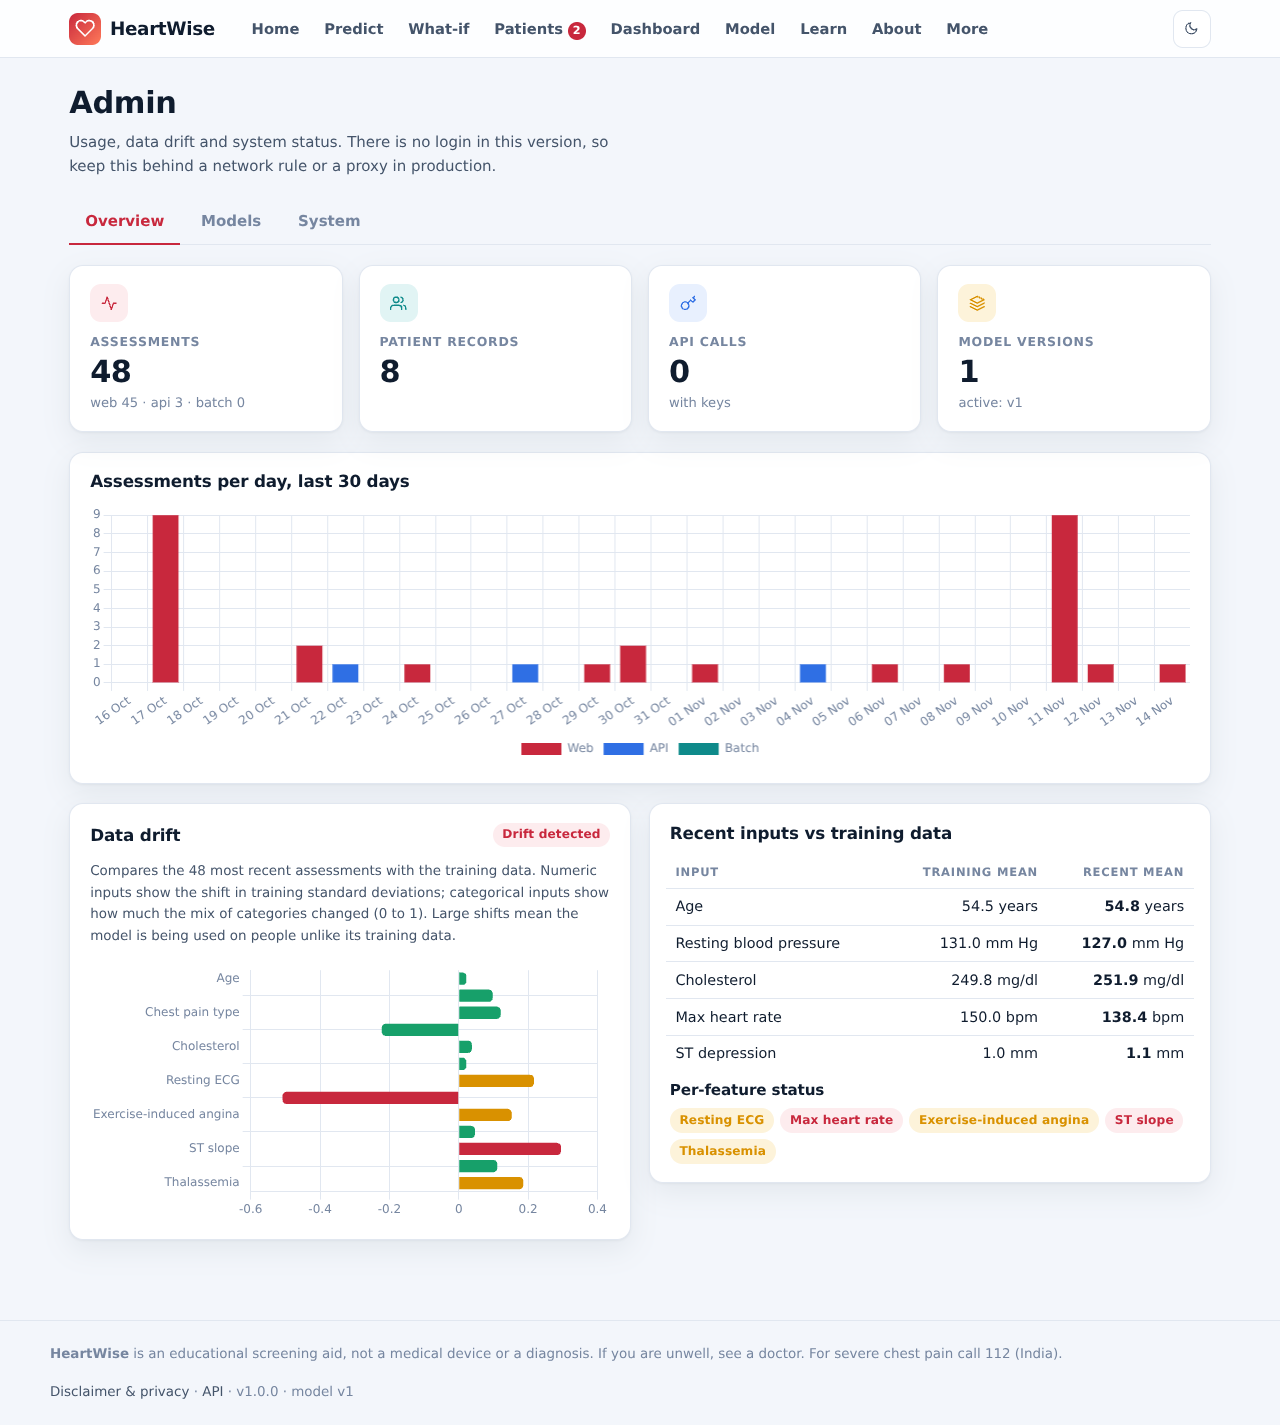 HeartWise
Home
Predict
What-if
Patients 2
Dashboard
Model
Learn
About
More
Admin
Usage, data drift and system status. There is no login in this version, so
keep this behind a network rule or a proxy in production.
Overview
Models
System
ASSESSMENTS
48
web 45 · api 3 · batch 0
PATIENT RECORDS
8
API CALLS
0
with keys
MODEL VERSIONS
1
active: v1
Assessments per day, last 30 days
9
8
7
6
5
4
3
2
1
0
16 Oct
17 Oct
18 Oct
19 Oct
20 Oct
21 Oct
22 Oct
23 Oct
24 Oct
25 Oct
26 Oct
27 Oct
28 Oct
29 Oct
30 Oct
31 Oct
01 Nov
02 Nov
03 Nov
04 Nov
05 Nov
06 Nov
07 Nov
08 Nov
09 Nov
10 Nov
11 Nov
12 Nov
13 Nov
14 Nov
Web
API
Batch
Data drift
Drift detected
Compares the 48 most recent assessments with the training data. Numeric
inputs show the shift in training standard deviations; categorical inputs show
how much the mix of categories changed (0 to 1). Large shifts mean the
model is being used on people unlike its training data.
Age
Chest pain type
Cholesterol
Resting ECG
Exercise-induced angina
ST slope
Thalassemia
-0.6
-0.4
-0.2
0
0.2
0.4
Recent inputs vs training data
INPUT TRAINING MEAN RECENT MEAN
Age 54.5 years 54.8 years
Resting blood pressure 131.0 mm Hg 127.0 mm Hg
Cholesterol 249.8 mg/dl 251.9 mg/dl
Max heart rate 150.0 bpm 138.4 bpm
ST depression 1.0 mm 1.1 mm
Per-feature status
Resting ECG Max heart rate Exercise-induced angina ST slope
Thalassemia
HeartWise is an educational screening aid, not a medical device or a diagnosis. If you are unwell, see a doctor. For severe chest pain call 112 (India).
Disclaimer & privacy · API · v1.0.0 · model v1